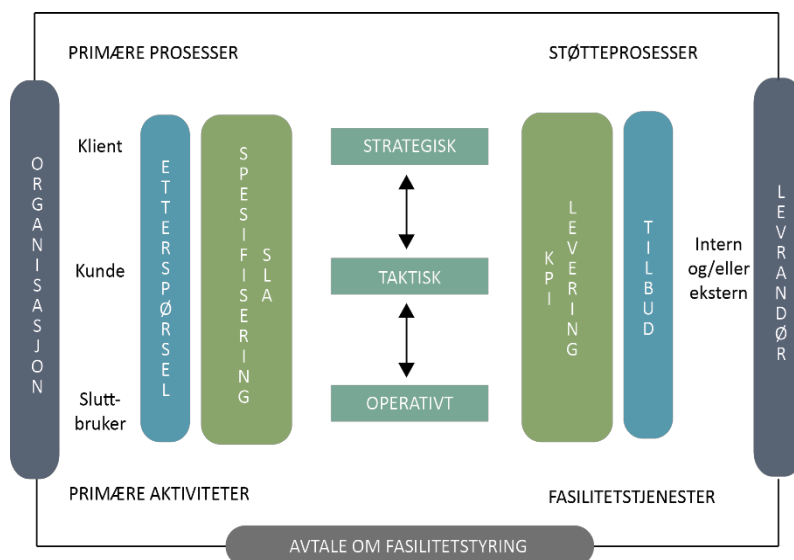 PRIMÆRE PROSESSER
STØTTEPROSESSER
ORGANISASJON
Klient
Kunde
Slutt-
bruker
ETTERSPØRSEL
SPESIFISERING
SLA
STRATEGISK
TAKTISK
OPERATIVT
KPI
LEVERING
TILBUD
Intern
og/eller
ekstern
LEVRANDØR
PRIMÆRE AKTIVITETER
FASILITETSTJENESTER
AVTALE OM FASILITETSTYRING